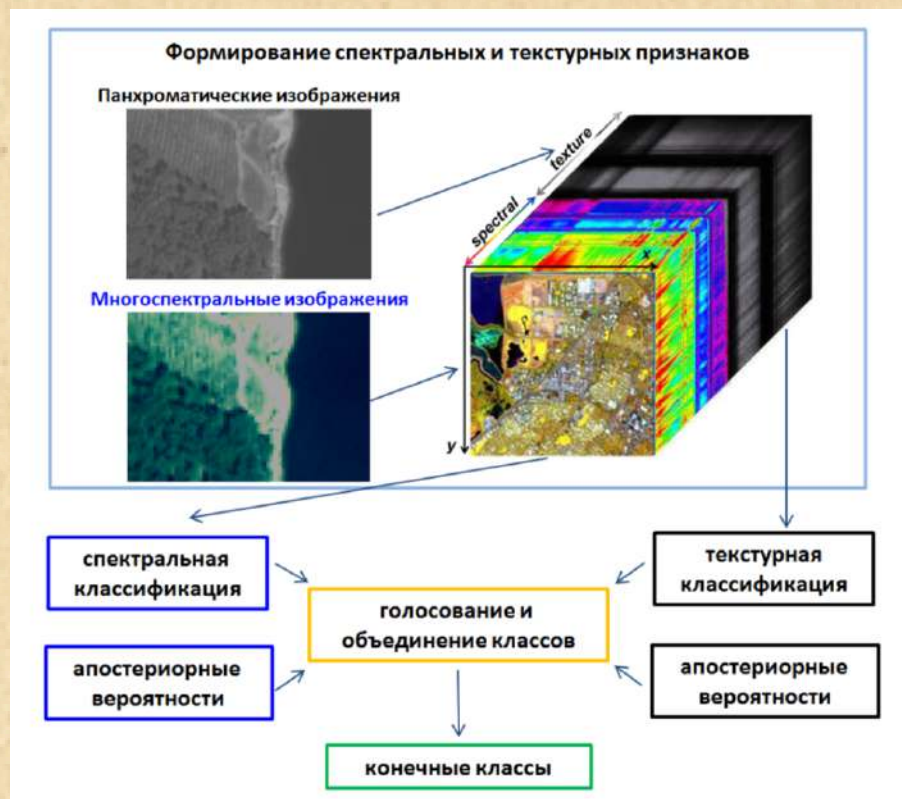 Формирование спектральных и текстурных признаков
Панхроматические изображения
texture
spectral
x
Многоспектральные изображения
y
спектральная
классификация
текстурная
классификация
голосование и
объединение классов
апостериорные
вероятности
апостериорные
вероятности
конечные классы